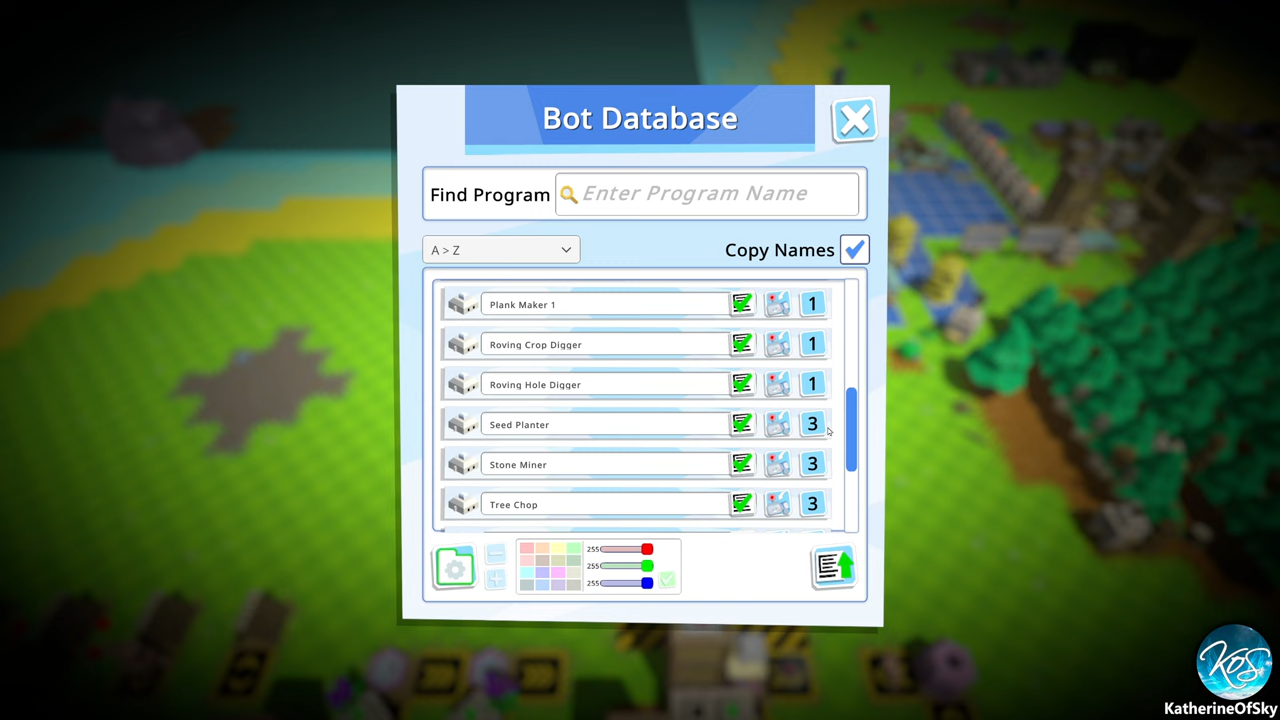 Bot Database
Find Program
Enter Program Name
A > Z
Copy Names
Plank Maker 1
1
Roving Crop Digger
1
Roving Hole Digger
1
Seed Planter
3
Stone Miner
3
Tree Chop
3
255
255
255
KOS
KatherineOfSky